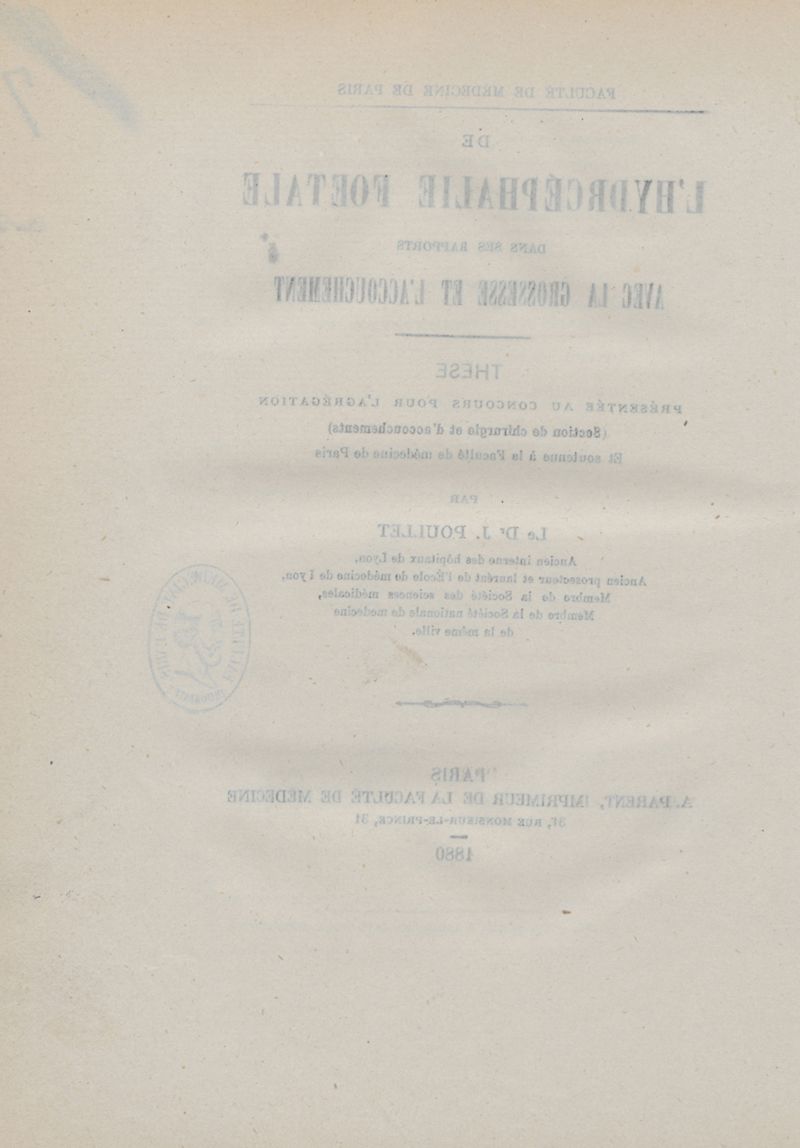 FACULTÉ DE MÉDECINE DE PARIS
DE
L'HYDRCÉPHALIE FOETALE
DANS SES RAPPORTS
AVEC LA GROSSESSE ET L'ACCOUCHEMENT
THÈSE
PRÉSENTÉE AU CONCOURS POUR L'AGRÉGATION
(Section de chirurgie et d'accouchements)
Et soutenue à la Faculté de médecine de Paris
PAR
Le Dr J. POULLET
Ancien interne des hôpitaux de Lyon,
Ancien prosecteur et lauréat de l'École de médecine de Lyon,
Membre de la Société des sciences médicales,
Membre de la Société nationale de medecine
de la même ville.
PARIS
A. PARENT, IMPRIMEUR DE LA FACULTÉ DE MÉDECINE
31, RUE MONSIEUR-LE-PRINCE, 31
1880